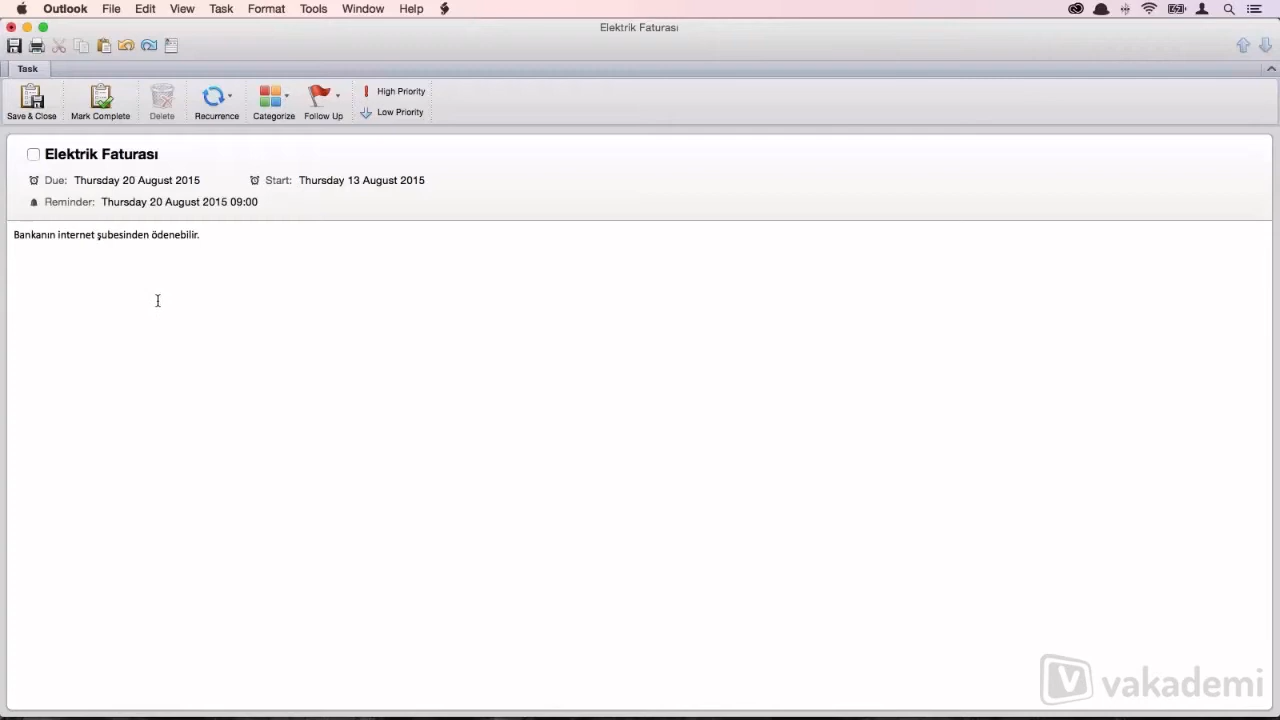 Outlook File Edit View Task Format Tools Window Help
Elektrik Faturası
Task
Save & Close Mark Complete Delete Recurrence Categorize Follow Up High Priority
Low Priority
Elektrik Faturası
Due: Thursday 20 August 2015 Start: Thursday 13 August 2015
Reminder: Thursday 20 August 2015 09:00
Bankanın internet şubesinden ödenebilir.
vakademi